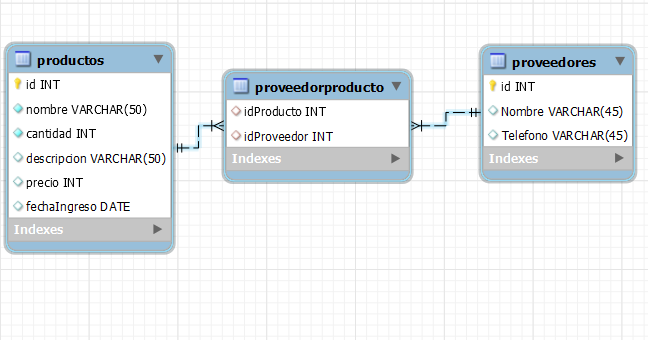 productos
id INT
nombre VARCHAR(50)
cantidad INT
descripcion VARCHAR(50)
precio INT
fechaIngreso DATE
Indexes
proveedorproducto
idProducto INT
idProveedor INT
Indexes
proveedores
id INT
Nombre VARCHAR(45)
Telefono VARCHAR(45)
Indexes